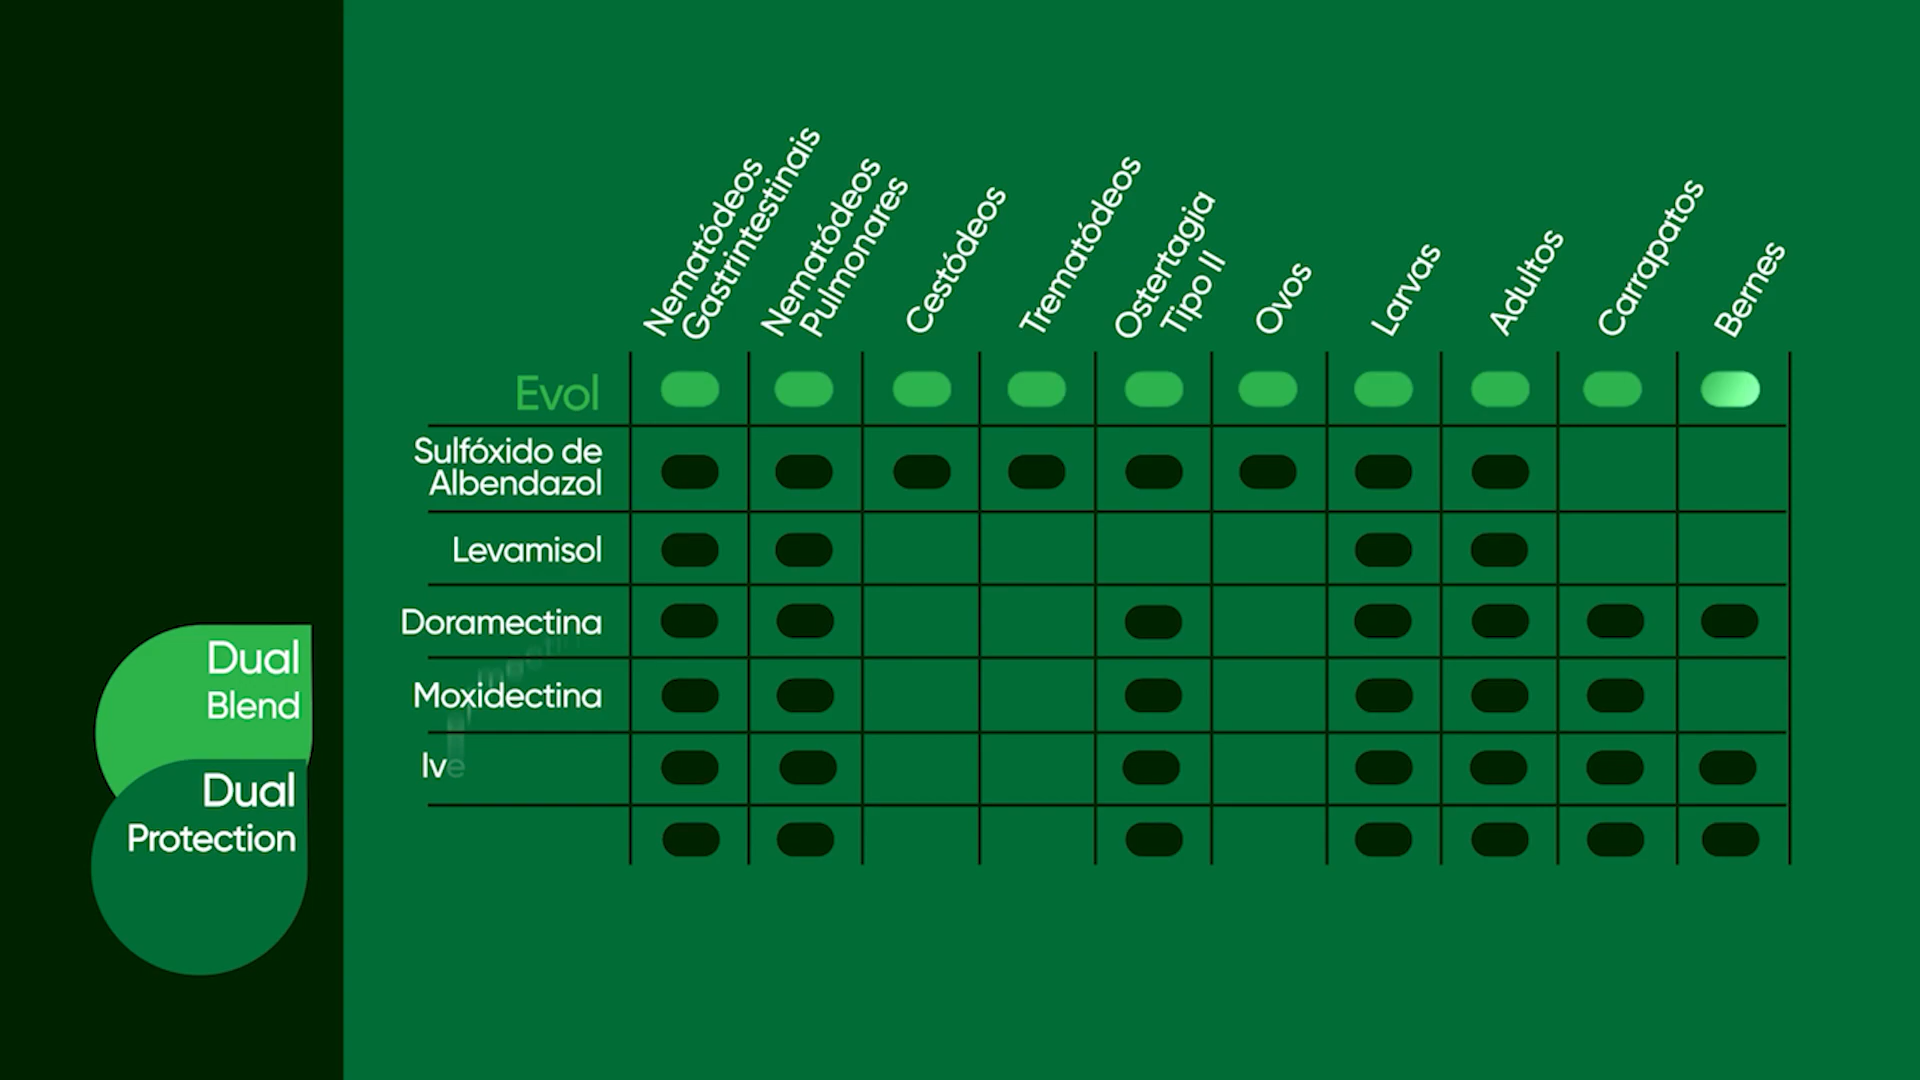 Nematódeos
Gastrintestinais
Nematódeos
Pulmonares
Cestódeos
Trematódeos
Ostertagia
Tipo II
Ovos
Larvas
Adultos
Carrapatos
Bernes
Evol
Sulfóxido de
Albendazol
Levamisol
Doramectina
Moxidectina
Ive
Dual
Blend
Dual
Protection